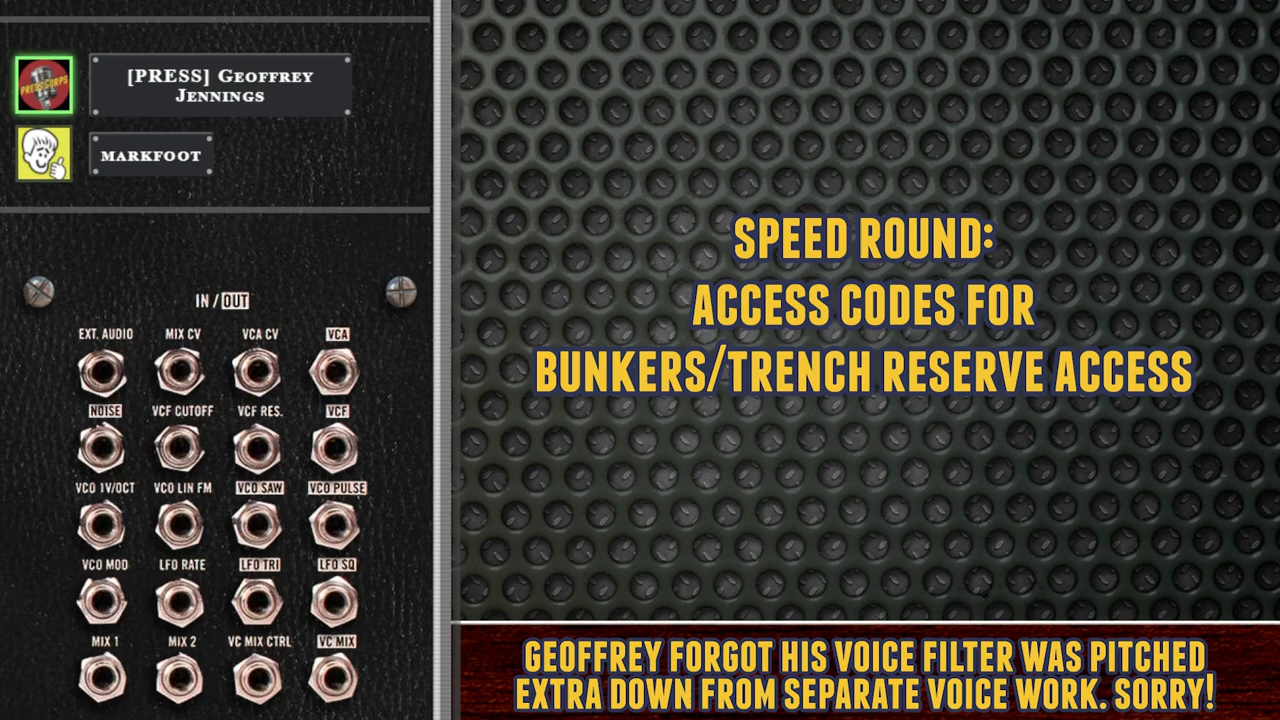 PRESS CORPS
[PRESS] Geoffrey
Jennings
MARKFOOT
IN / OUT
EXT. AUDIO MIX CV VCA CV VCA
NOISE VCF CUTOFF VCF RES. VCF
VCO 1V/OCT VCO LIN FM VCO SAW VCO PULSE
VCO MOD LFO RATE LFO TRI LFO SQ
MIX 1 MIX 2 VC MIX CTRL VC MIX
SPEED ROUND:
ACCESS CODES FOR
BUNKERS/TRENCH RESERVE ACCESS
GEOFFREY FORGOT HIS VOICE FILTER WAS PITCHED
EXTRA DOWN FROM SEPARATE VOICE WORK. SORRY!